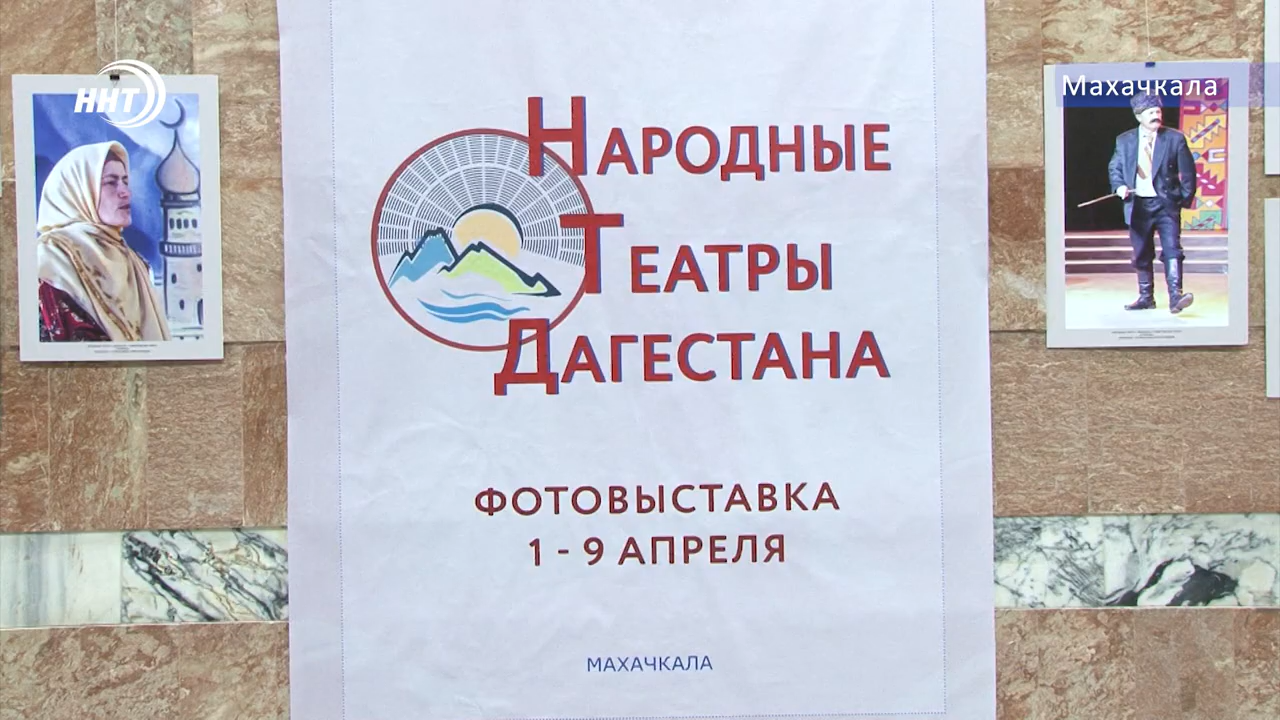 ННТ
Махачкала
НАРОДНЫЕ
ТЕАТРЫ
ДАГЕСТАНА
ФОТОВЫСТАВКА
1 - 9 АПРЕЛЯ
МАХАЧКАЛА